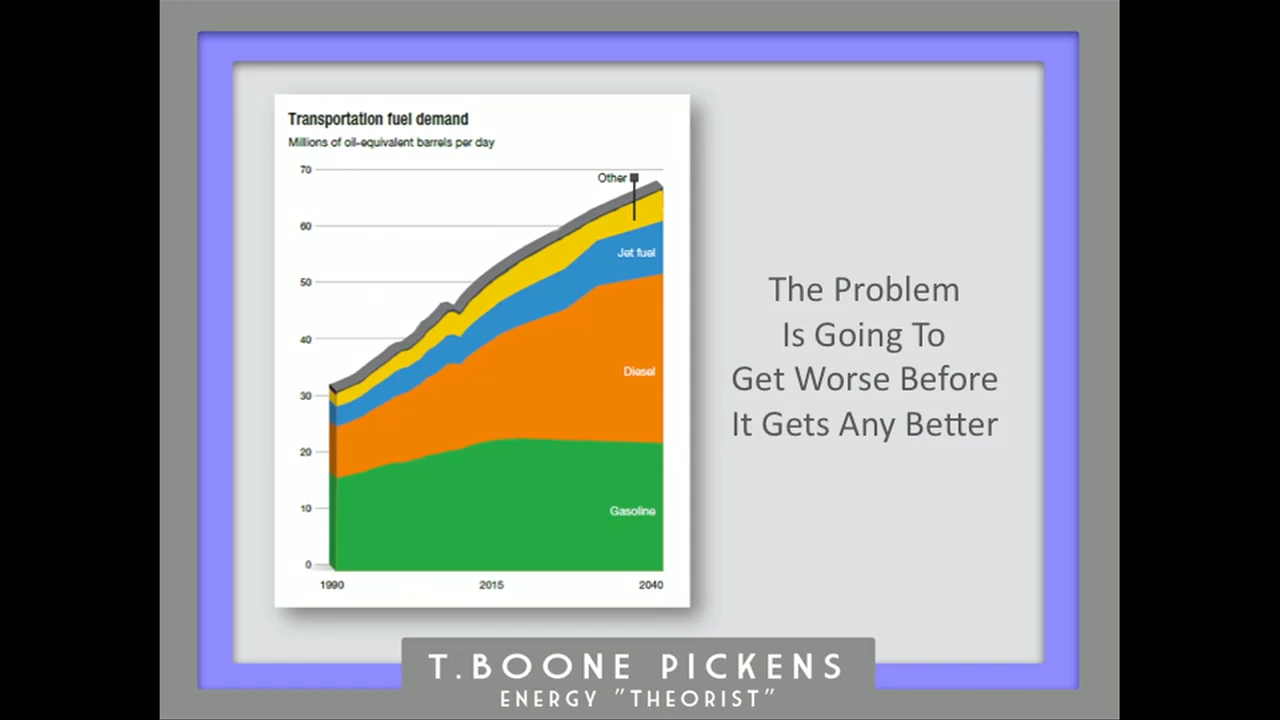 Transportation fuel demand
Millions of oil-equivalent barrels per day
70
Other
60
Jet fuel
50
40
Diesel
30
20
Gasoline
10
0
1990 2015 2040
The Problem
Is Going To
Get Worse Before
It Gets Any Better
T.BOONE PICKENS
ENERGY "THEORIST"